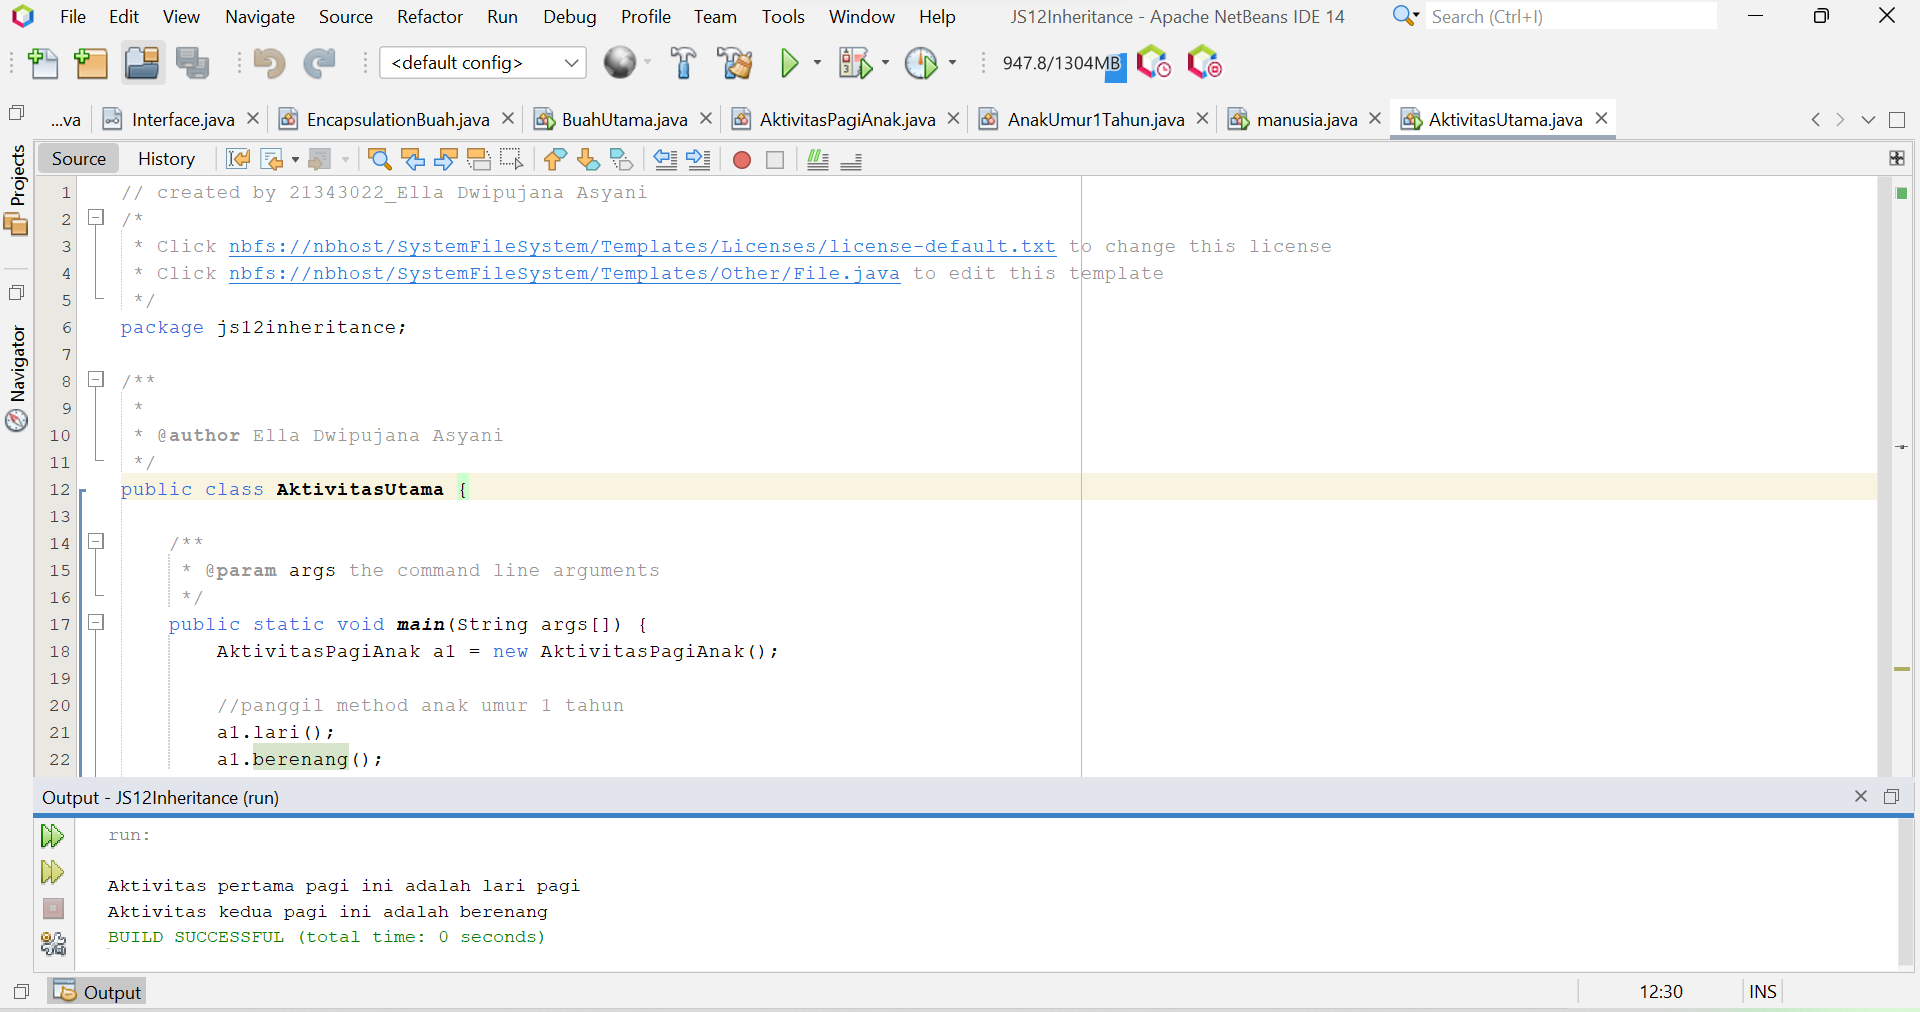 File Edit View Navigate Source Refactor Run Debug Profile Team Tools Window Help JS12Inheritance - Apache NetBeans IDE 14 Search (Ctrl+I)
<default config> 947.8/1304MB
...va Interface.java EncapsulationBuah.java BuahUtama.java AktivitasPagiAnak.java AnakUmur1Tahun.java manusia.java AktivitasUtama.java
Source History
Projects
Navigator
1 // created by 21343022_Ella Dwipujana Asyani
2 /*
3 * Click nbfs://nbhost/SystemFileSystem/Templates/Licenses/license-default.txt to change this license
4 * Click nbfs://nbhost/SystemFileSystem/Templates/Other/File.java to edit this template
5 */
6 package js12inheritance;
7
8 /**
9 *
10 * @author Ella Dwipujana Asyani
11 */
12 public class AktivitasUtama {
13
14 /**
15 * @param args the command line arguments
16 */
17 public static void main(String args[]) {
18 AktivitasPagiAnak a1 = new AktivitasPagiAnak();
19
20 //panggil method anak umur 1 tahun
21 a1.lari();
22 a1.berenang();
Output - JS12Inheritance (run)
run:
Aktivitas pertama pagi ini adalah lari pagi
Aktivitas kedua pagi ini adalah berenang
BUILD SUCCESSFUL (total time: 0 seconds)
Output 12:30 INS